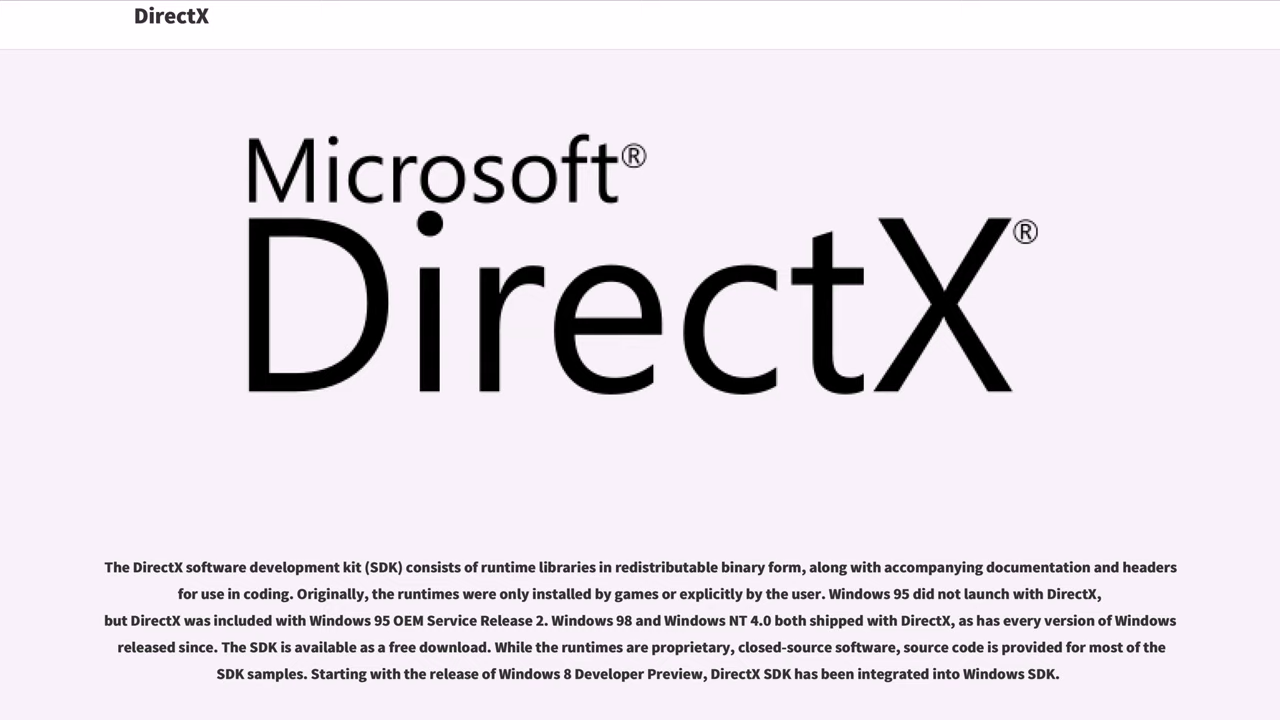 DirectX
Microsoft®
DirectX®
The DirectX software development kit (SDK) consists of runtime libraries in redistributable binary form, along with accompanying documentation and headers
for use in coding. Originally, the runtimes were only installed by games or explicitly by the user. Windows 95 did not launch with DirectX,
but DirectX was included with Windows 95 OEM Service Release 2. Windows 98 and Windows NT 4.0 both shipped with DirectX, as has every version of Windows
released since. The SDK is available as a free download. While the runtimes are proprietary, closed-source software, source code is provided for most of the
SDK samples. Starting with the release of Windows 8 Developer Preview, DirectX SDK has been integrated into Windows SDK.